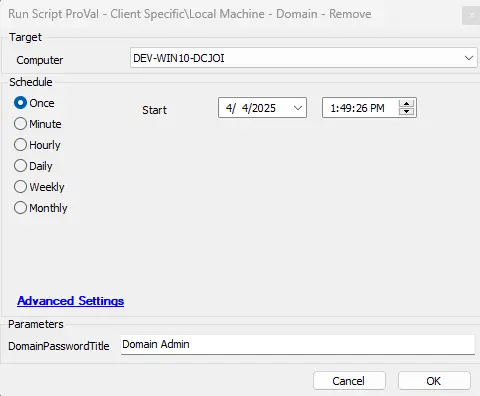 Run Script ProVal - Client Specific\Local Machine - Domain - Remove
Target
Computer DEV-WIN10-DCJOI
Schedule
Once Start 4/ 4/2025 1:49:26 PM
Minute
Hourly
Daily
Weekly
Monthly
Advanced Settings
Parameters
DomainPasswordTitle Domain Admin
Cancel OK